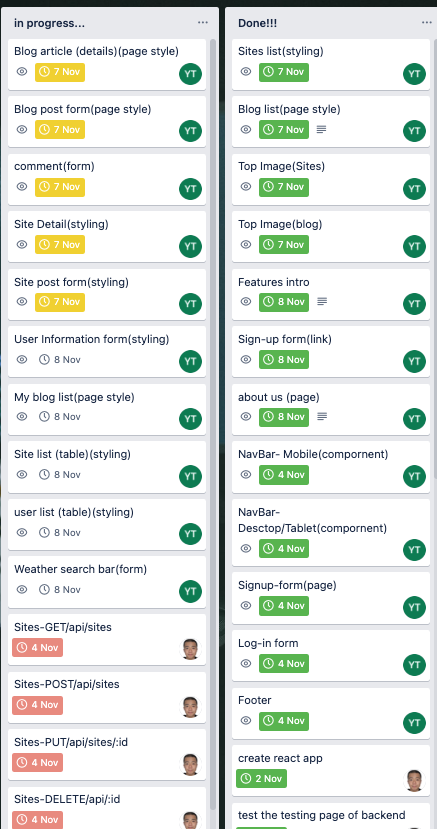 in progress...
Blog article (details)(page style)
7 Nov
YT
Blog post form(page style)
7 Nov
YT
comment(form)
7 Nov
YT
Site Detail(styling)
7 Nov
YT
Site post form(styling)
7 Nov
YT
User Information form(styling)
8 Nov
YT
My blog list(page style)
8 Nov
YT
Site list (table)(styling)
8 Nov
YT
user list (table)(styling)
8 Nov
YT
Weather search bar(form)
8 Nov
YT
Sites-GET/api/sites
4 Nov
Sites-POST/api/sites
4 Nov
Sites-PUT/api/sites/:id
4 Nov
Sites-DELETE/api/:id
4 Nov
Done!!!
Sites list(styling)
7 Nov
YT
Blog list(page style)
7 Nov
YT
Top Image(Sites)
7 Nov
YT
Top Image(blog)
7 Nov
YT
Features intro
8 Nov
YT
Sign-up form(link)
8 Nov
YT
about us (page)
8 Nov
YT
NavBar- Mobile(compornent)
4 Nov
YT
NavBar-
Desctop/Tablet(compornent)
4 Nov
YT
Signup-form(page)
4 Nov
YT
Log-in form
4 Nov
YT
Footer
4 Nov
YT
create react app
2 Nov
test the testing page of backend